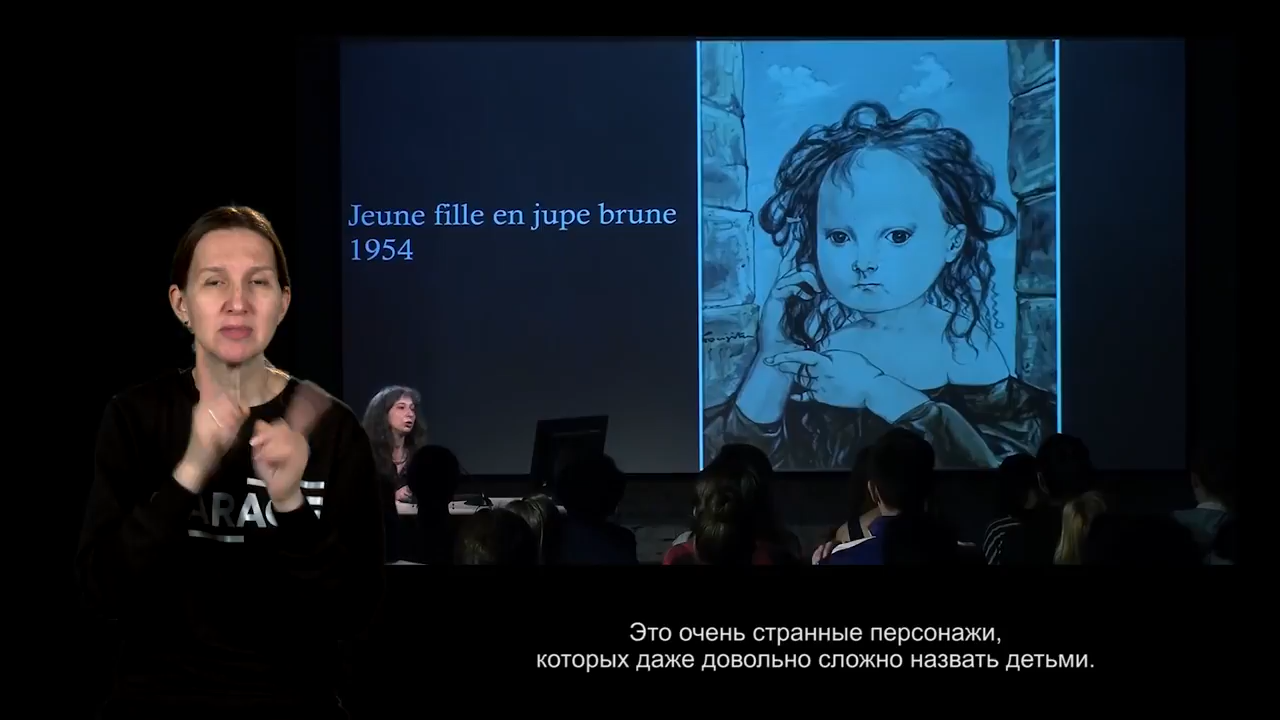 Jeune fille en jupe brune
1954
Это очень странные персонажи,
которых даже довольно сложно назвать детьми.